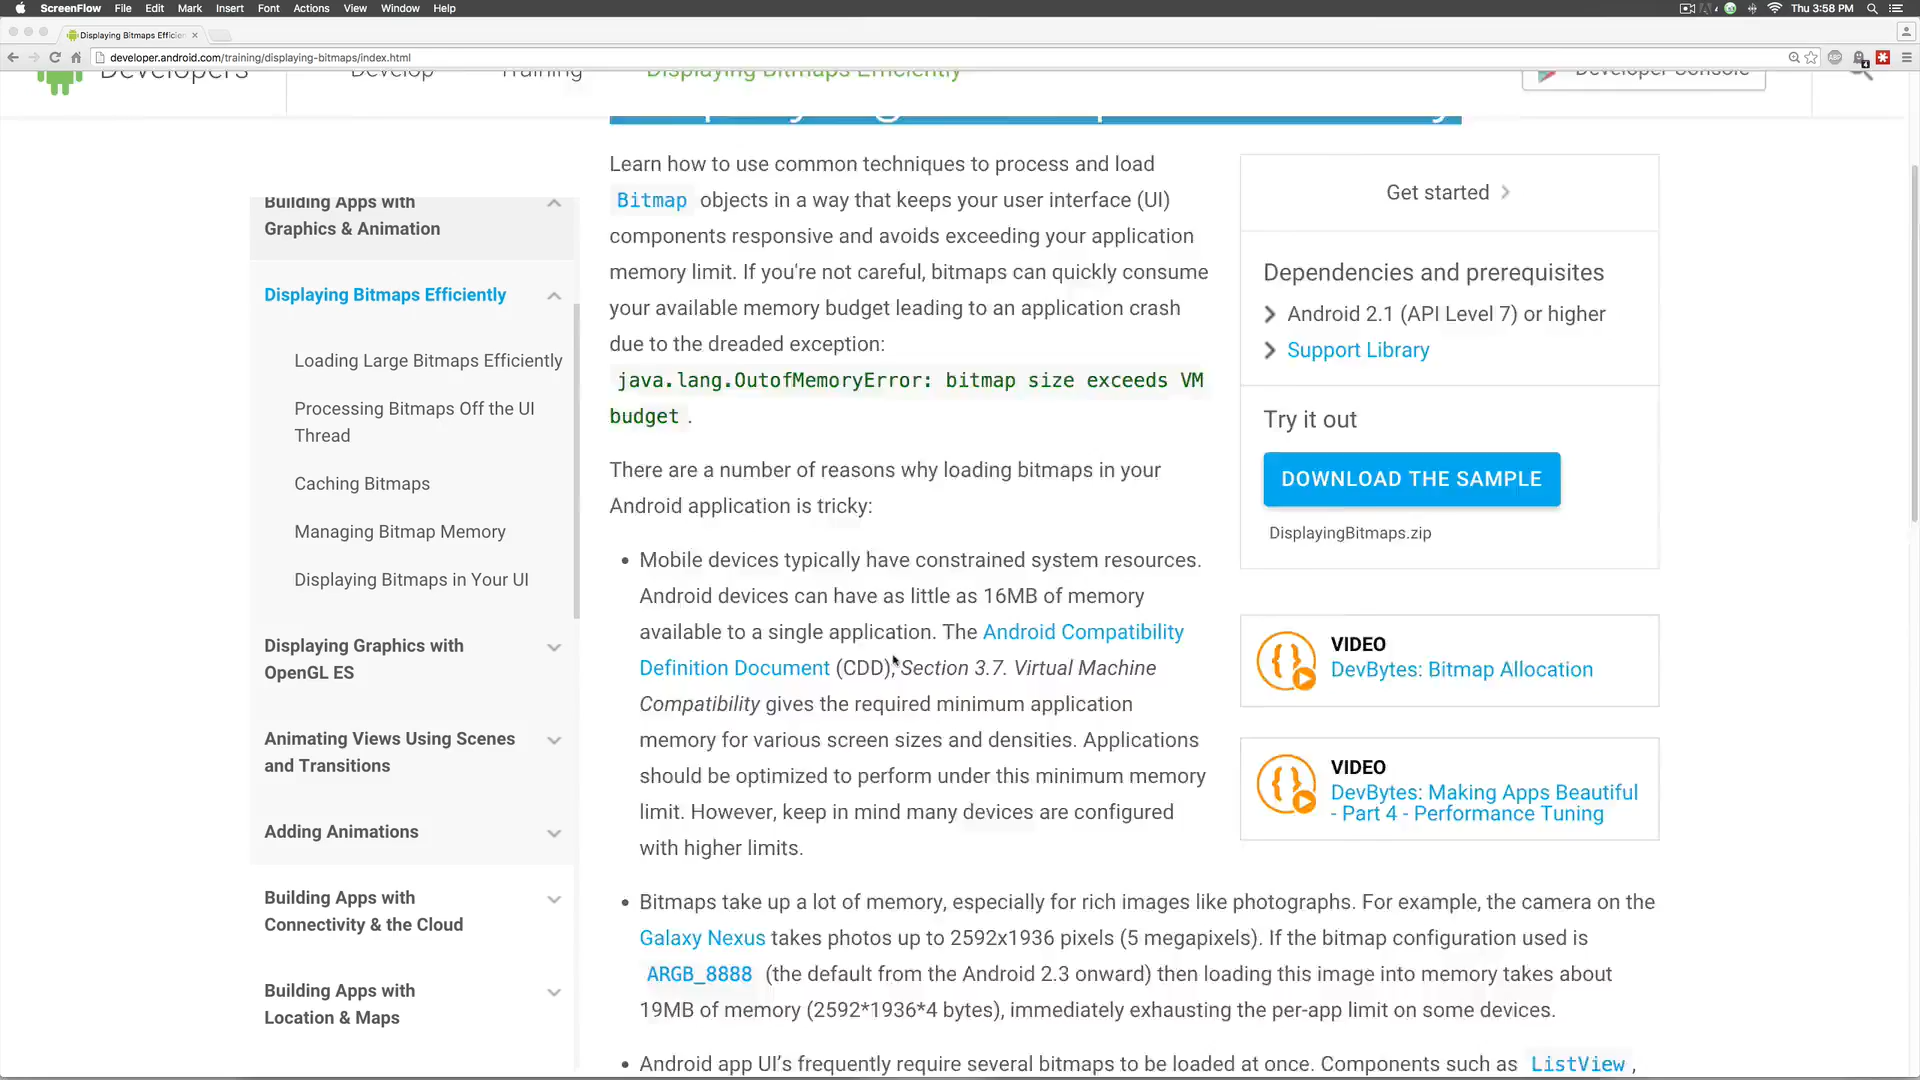 ScreenFlow File Edit Mark Insert Font Actions View Window Help Thu 3:58 PM
Displaying Bitmaps Efficien
developer.android.com/training/displaying-bitmaps/index.html
Developers Develop Training Displaying Bitmaps Efficiently Developer Console
Building Apps with
Graphics & Animation
Displaying Bitmaps Efficiently
Loading Large Bitmaps Efficiently
Processing Bitmaps Off the UI
Thread
Caching Bitmaps
Managing Bitmap Memory
Displaying Bitmaps in Your UI
Displaying Graphics with
OpenGL ES
Animating Views Using Scenes
and Transitions
Adding Animations
Building Apps with
Connectivity & the Cloud
Building Apps with
Location & Maps
Learn how to use common techniques to process and load
Bitmap objects in a way that keeps your user interface (UI)
components responsive and avoids exceeding your application
memory limit. If you're not careful, bitmaps can quickly consume
your available memory budget leading to an application crash
due to the dreaded exception:
java.lang.OutofMemoryError: bitmap size exceeds VM
budget .
There are a number of reasons why loading bitmaps in your
Android application is tricky:
• Mobile devices typically have constrained system resources.
Android devices can have as little as 16MB of memory
available to a single application. The Android Compatibility
Definition Document (CDD), Section 3.7. Virtual Machine
Compatibility gives the required minimum application
memory for various screen sizes and densities. Applications
should be optimized to perform under this minimum memory
limit. However, keep in mind many devices are configured
with higher limits.
• Bitmaps take up a lot of memory, especially for rich images like photographs. For example, the camera on the
Galaxy Nexus takes photos up to 2592x1936 pixels (5 megapixels). If the bitmap configuration used is
ARGB_8888 (the default from the Android 2.3 onward) then loading this image into memory takes about
19MB of memory (2592*1936*4 bytes), immediately exhausting the per-app limit on some devices.
• Android app UI’s frequently require several bitmaps to be loaded at once. Components such as ListView ,
Get started
Dependencies and prerequisites
Android 2.1 (API Level 7) or higher
Support Library
Try it out
DOWNLOAD THE SAMPLE
DisplayingBitmaps.zip
VIDEO
DevBytes: Bitmap Allocation
VIDEO
DevBytes: Making Apps Beautiful
- Part 4 - Performance Tuning